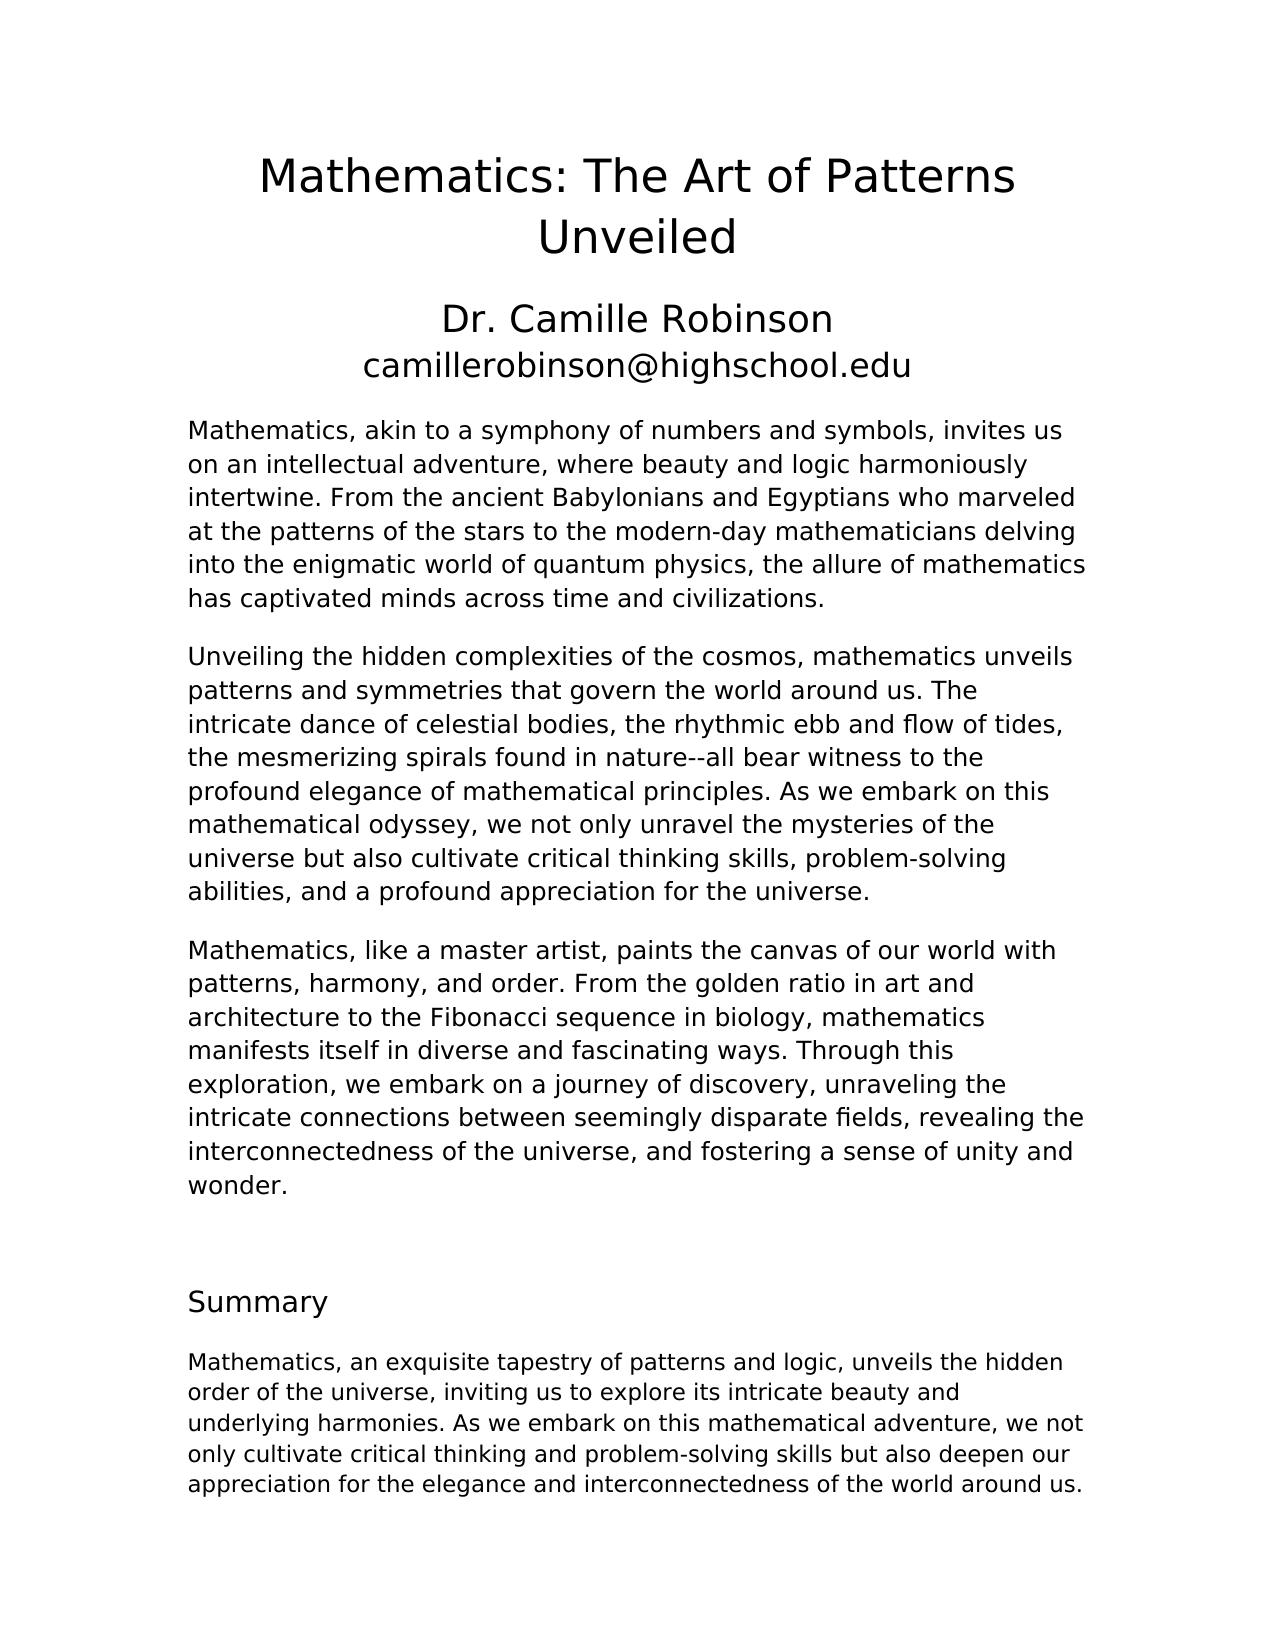 Mathematics: The Art of Patterns
Unveiled
Dr. Camille Robinson
camillerobinson@highschool.edu
Mathematics, akin to a symphony of numbers and symbols, invites us
on an intellectual adventure, where beauty and logic harmoniously
intertwine. From the ancient Babylonians and Egyptians who marveled
at the patterns of the stars to the modern-day mathematicians delving
into the enigmatic world of quantum physics, the allure of mathematics
has captivated minds across time and civilizations.
Unveiling the hidden complexities of the cosmos, mathematics unveils
patterns and symmetries that govern the world around us. The
intricate dance of celestial bodies, the rhythmic ebb and flow of tides,
the mesmerizing spirals found in nature--all bear witness to the
profound elegance of mathematical principles. As we embark on this
mathematical odyssey, we not only unravel the mysteries of the
universe but also cultivate critical thinking skills, problem-solving
abilities, and a profound appreciation for the universe.
Mathematics, like a master artist, paints the canvas of our world with
patterns, harmony, and order. From the golden ratio in art and
architecture to the Fibonacci sequence in biology, mathematics
manifests itself in diverse and fascinating ways. Through this
exploration, we embark on a journey of discovery, unraveling the
intricate connections between seemingly disparate fields, revealing the
interconnectedness of the universe, and fostering a sense of unity and
wonder.
Summary
Mathematics, an exquisite tapestry of patterns and logic, unveils the hidden
order of the universe, inviting us to explore its intricate beauty and
underlying harmonies. As we embark on this mathematical adventure, we not
only cultivate critical thinking and problem-solving skills but also deepen our
appreciation for the elegance and interconnectedness of the world around us.